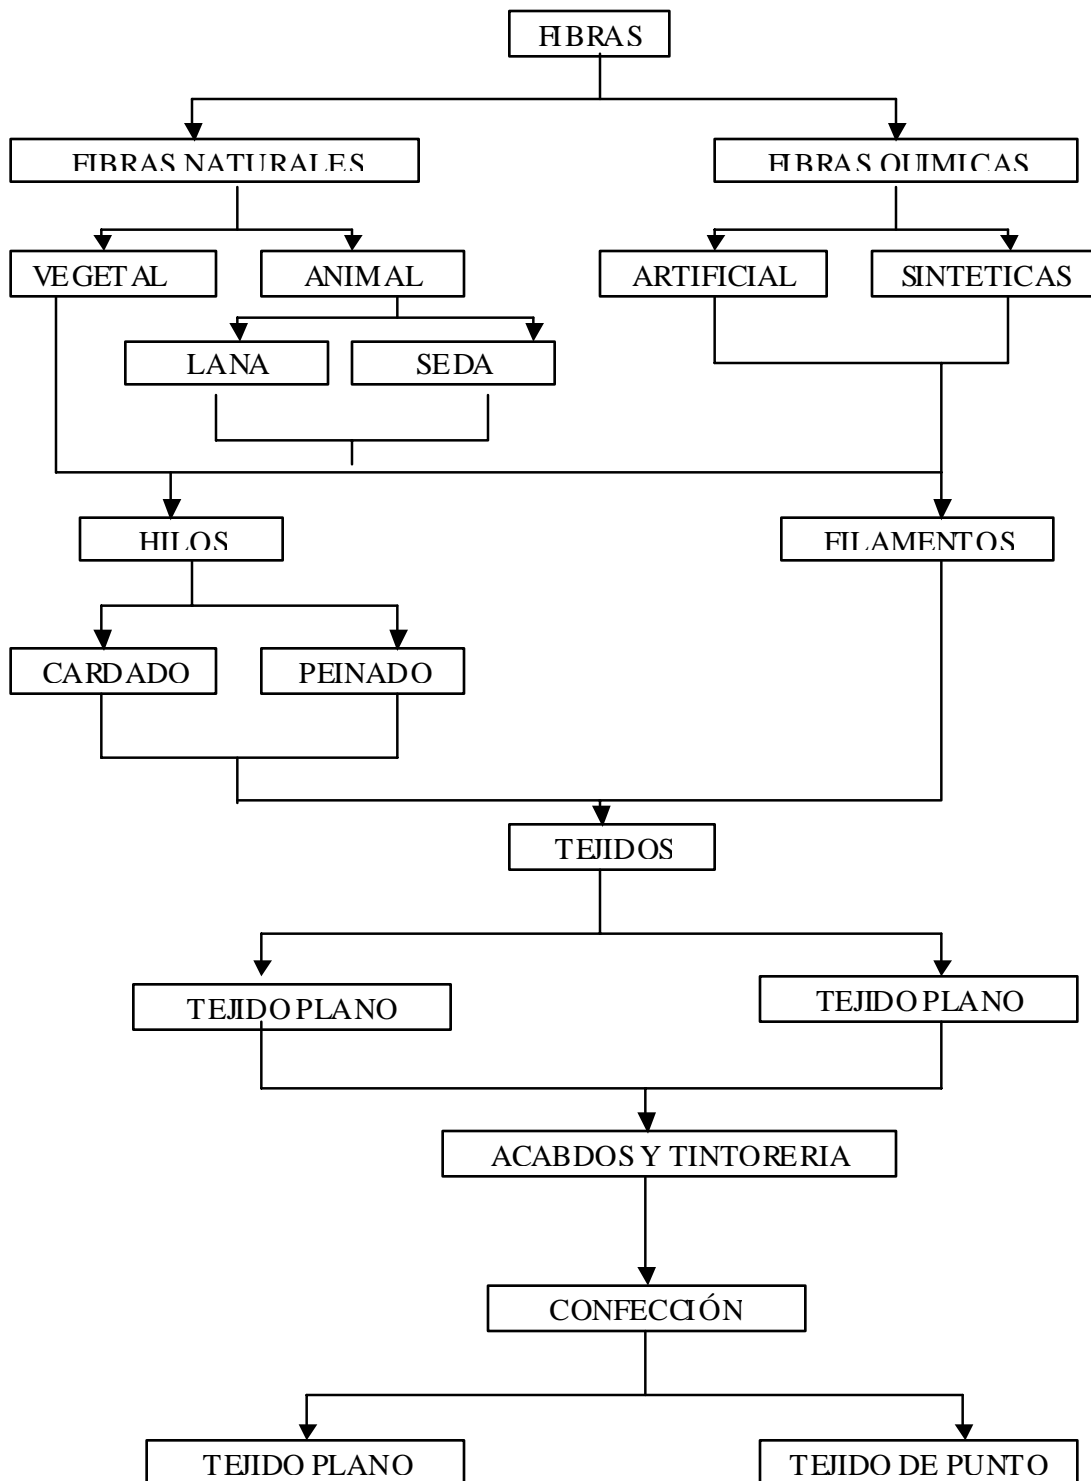 FIBRAS
FIBRAS NATURALES
FIBRAS QUIMICAS
VEGETAL
ANIMAL
ARTIFICIAL
SINTETICAS
LANA
SEDA
HILOS
FILAMENTOS
CARDADO
PEINADO
TEJIDOS
TEJIDO PLANO
TEJIDO PLANO
ACABDOS Y TINTORERIA
CONFECCIÓN
TEJIDO PLANO
TEJIDO DE PUNTO